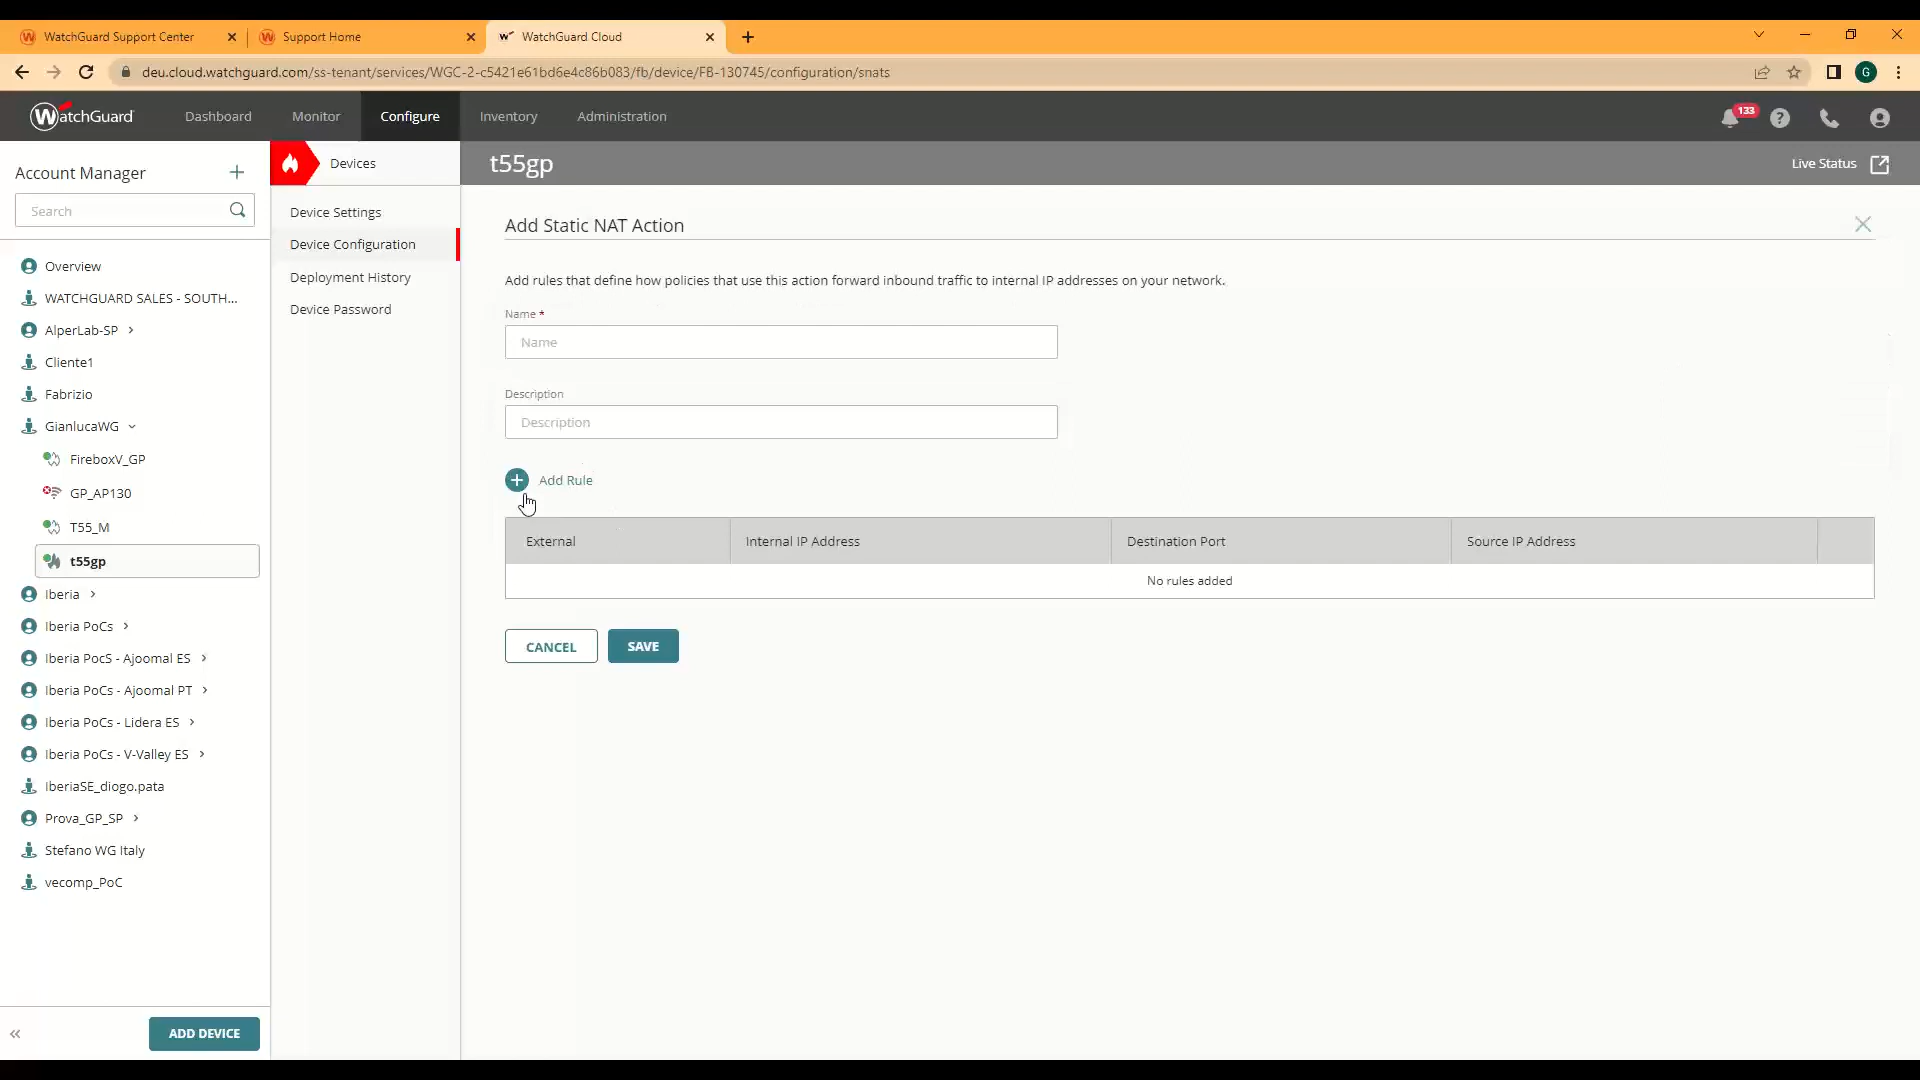 WatchGuard Support Center
Support Home
WatchGuard Cloud
deu.cloud.watchguard.com/ss-tenant/services/WGC-2-c5421e61bd6e4c86b083/fb/device/FB-130745/configuration/snats
G
WatchGuard
Dashboard
Monitor
Configure
Inventory
Administration
133
Account Manager
Search
Overview
WATCHGUARD SALES - SOUTH...
AlperLab-SP
Cliente1
Fabrizio
GianlucaWG
FireboxV_GP
GP_AP130
T55_M
t55gp
Iberia
Iberia PoCs
Iberia PocS - Ajoomal ES
Iberia PoCs - Ajoomal PT
Iberia PoCs - Lidera ES
Iberia PoCs - V-Valley ES
IberiaSE_diogo.pata
Prova_GP_SP
Stefano WG Italy
vecomp_PoC
ADD DEVICE
Devices
Device Settings
Device Configuration
Deployment History
Device Password
t55gp
Live Status
Add Static NAT Action
Add rules that define how policies that use this action forward inbound traffic to internal IP addresses on your network.
Name *
Name
Description
Description
Add Rule
External
Internal IP Address
Destination Port
Source IP Address
No rules added
CANCEL
SAVE